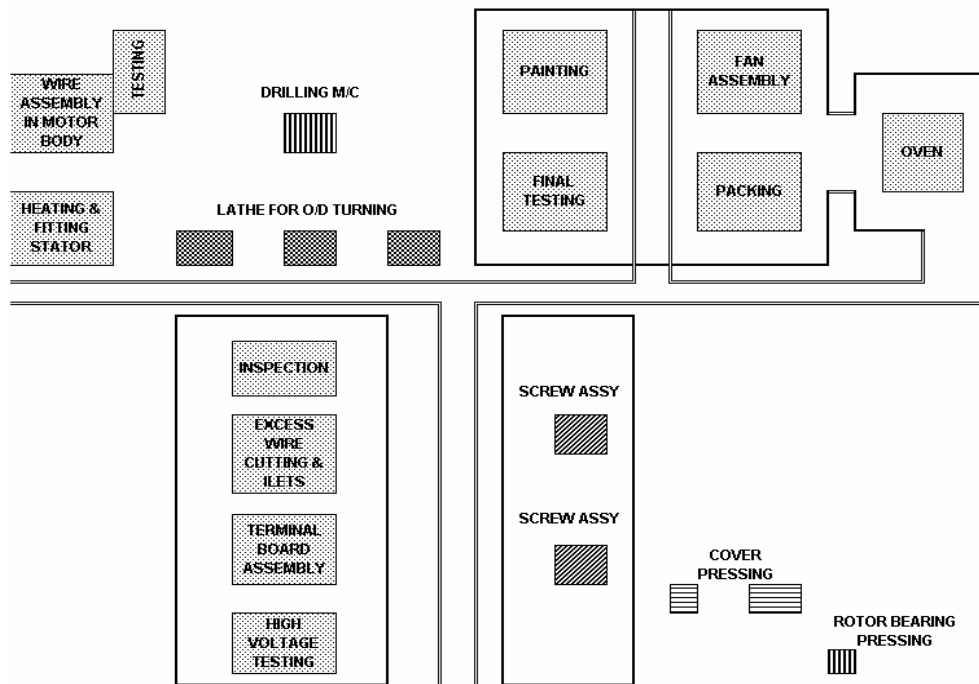 TESTING
WIRE
ASSEMBLY
IN MOTOR
BODY
DRILLING M/C
PAINTING
FAN
ASSEMBLY
OVEN
HEATING &
FITTING
STATOR
LATHE FOR O/D TURNING
FINAL
TESTING
PACKING
INSPECTION
EXCESS
WIRE
CUTTING &
ILETS
TERMINAL
BOARD
ASSEMBLY
HIGH
VOLTAGE
TESTING
SCREW ASSY
SCREW ASSY
COVER
PRESSING
ROTOR BEARING
PRESSING